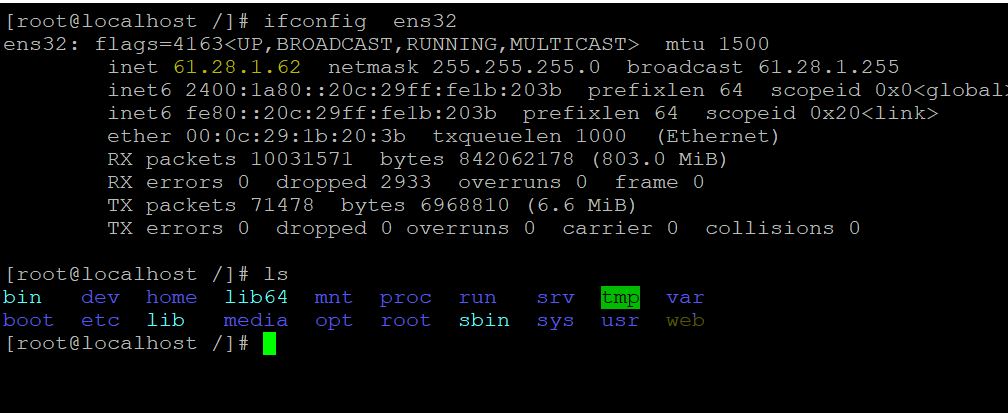 [root@localhost /]# ifconfig  ens32
ens32: flags=4163<UP,BROADCAST,RUNNING,MULTICAST>  mtu 1500
        inet 61.28.1.62  netmask 255.255.255.0  broadcast 61.28.1.255
        inet6 2400:1a80::20c:29ff:fe1b:203b  prefixlen 64  scopeid 0x0<global>
        inet6 fe80::20c:29ff:fe1b:203b  prefixlen 64  scopeid 0x20<link>
        ether 00:0c:29:1b:20:3b  txqueuelen 1000  (Ethernet)
        RX packets 10031571  bytes 842062178 (803.0 MiB)
        RX errors 0  dropped 2933  overruns 0  frame 0
        TX packets 71478  bytes 6968810 (6.6 MiB)
        TX errors 0  dropped 0 overruns 0  carrier 0  collisions 0
[root@localhost /]# ls
bin   dev  home  lib64  mnt  proc  run   srv  tmp  var
boot  etc  lib   media  opt  root  sbin  sys  usr  web
[root@localhost /]#